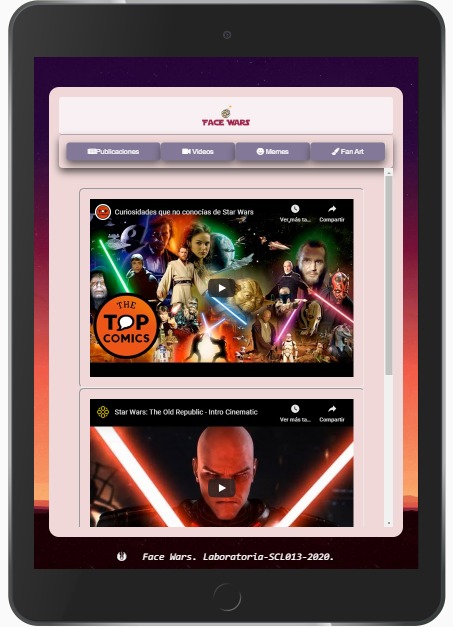 FACE WARS
Publicaciones
Videos
Memes
Fan Art
Curiosidades que no conocías de Star Wars
Ver más ta...
Compartir
THE
TOP
COMICS
Star Wars: The Old Republic - Intro Cinematic
Ver más ta...
Compartir
Face Wars. Laboratoria-SCL013-2020.